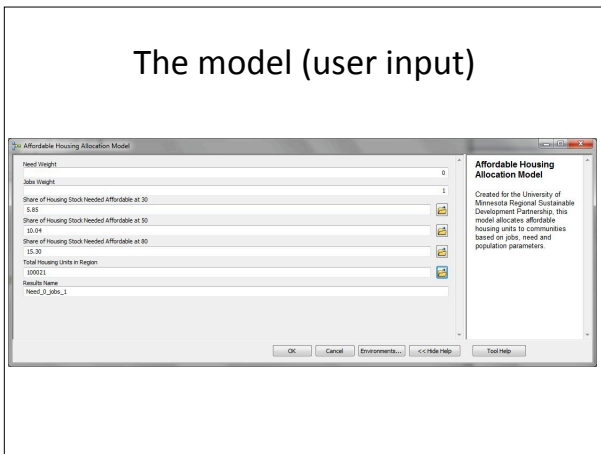 The model (user input)
Affordable Housing Allocation Model
Need Weight
0
Jobs Weight
1
Share of Housing Stock Needed Affordable at 30
5.85
Share of Housing Stock Needed Affordable at 50
10.04
Share of Housing Stock Needed Affordable at 80
15.30
Total Housing Units in Region
100021
Results Name
Need_0_jobs_1
OK
Cancel
Environments...
<< Hide Help
Affordable Housing
Allocation Model
Created for the University of
Minnesota Regional Sustainable
Development Partnership, this
model allocates affordable
housing units to communities
based on jobs, need and
population parameters.
Tool Help